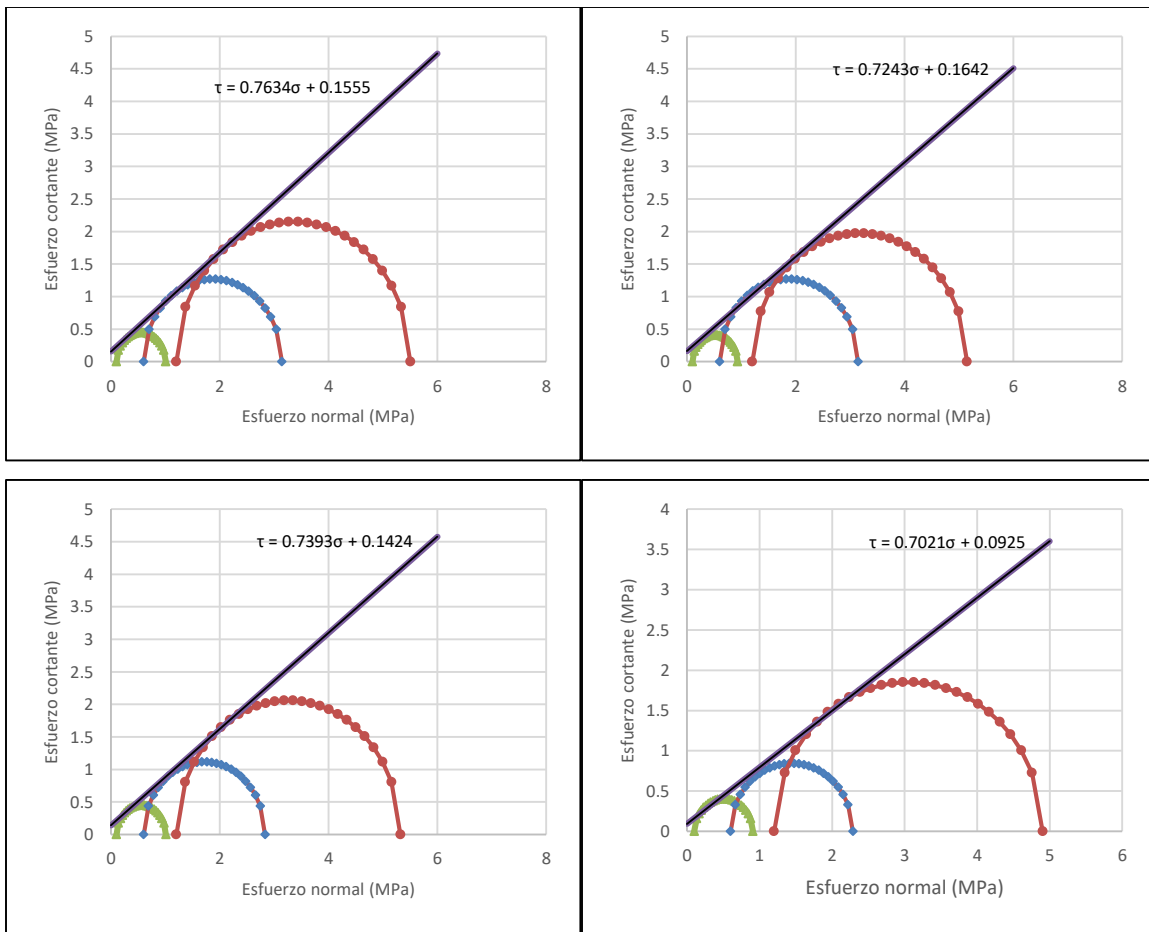 τ = 0.7634σ + 0.1555
Esfuerzo cortante (MPa)
5
4.5
4
3.5
3
2.5
2
1.5
1
0.5
0
0 2 4 6 8
Esfuerzo normal (MPa)
τ = 0.7243σ + 0.1642
Esfuerzo cortante (MPa)
5
4.5
4
3.5
3
2.5
2
1.5
1
0.5
0
0 2 4 6 8
Esfuerzo normal (MPa)
τ = 0.7393σ + 0.1424
Esfuerzo cortante (MPa)
5
4.5
4
3.5
3
2.5
2
1.5
1
0.5
0
0 2 4 6 8
Esfuerzo normal (MPa)
τ = 0.7021σ + 0.0925
Esfuerzo cortante (MPa)
4
3.5
3
2.5
2
1.5
1
0.5
0
0 1 2 3 4 5 6
Esfuerzo normal (MPa)